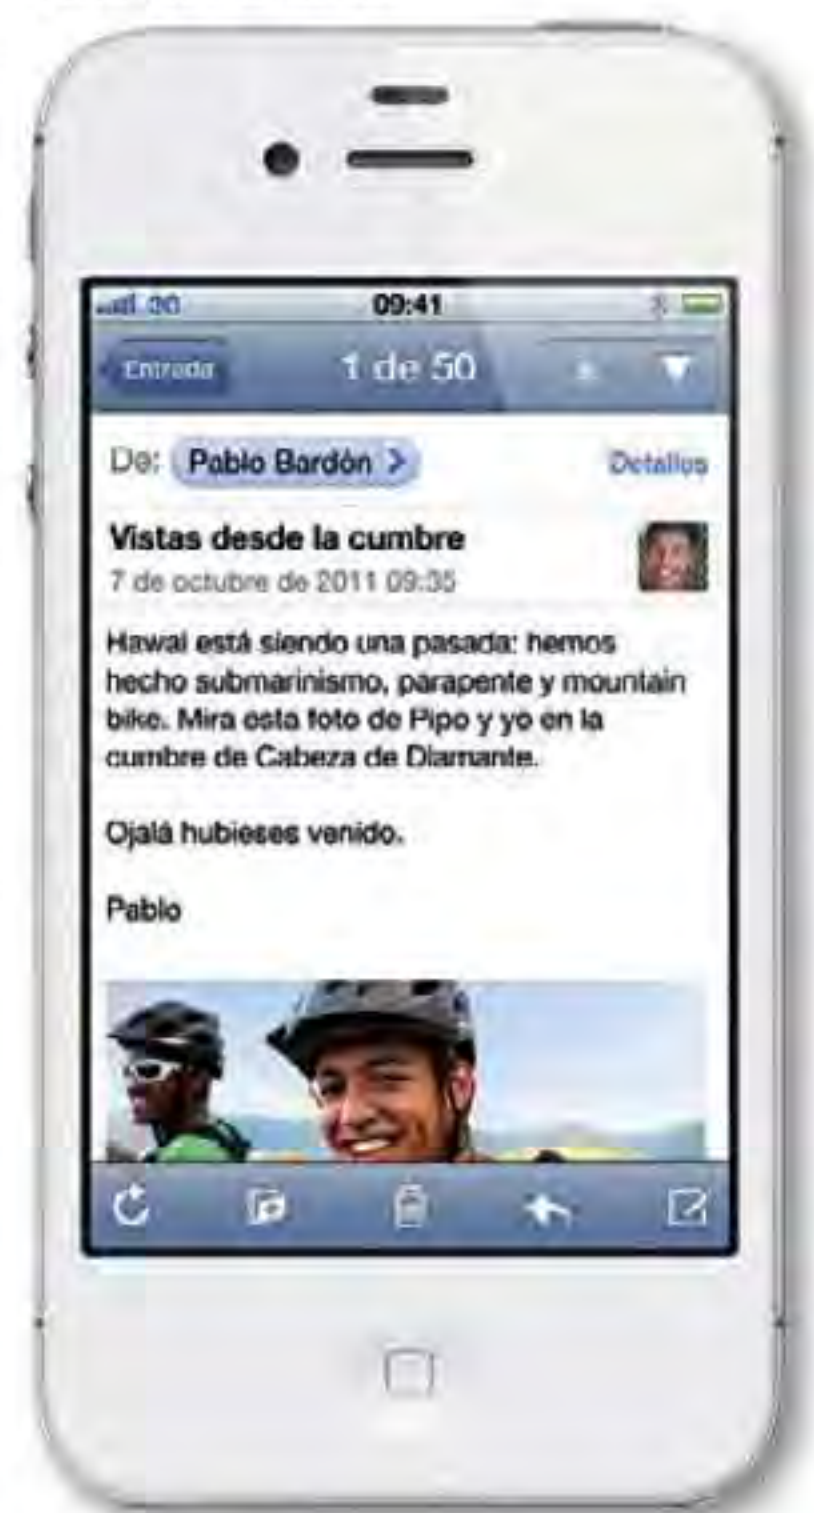 3G 09:41
Entrada 1 de 50
De: Pablo Bardón Detalles
Vistas desde la cumbre
7 de octubre de 2011 09:35
Hawai está siendo una pasada: hemos
hecho submarinismo, parapente y mountain
bike. Mira esta foto de Pipo y yo en la
cumbre de Cabeza de Diamante.
Ojalá hubieses venido.
Pablo